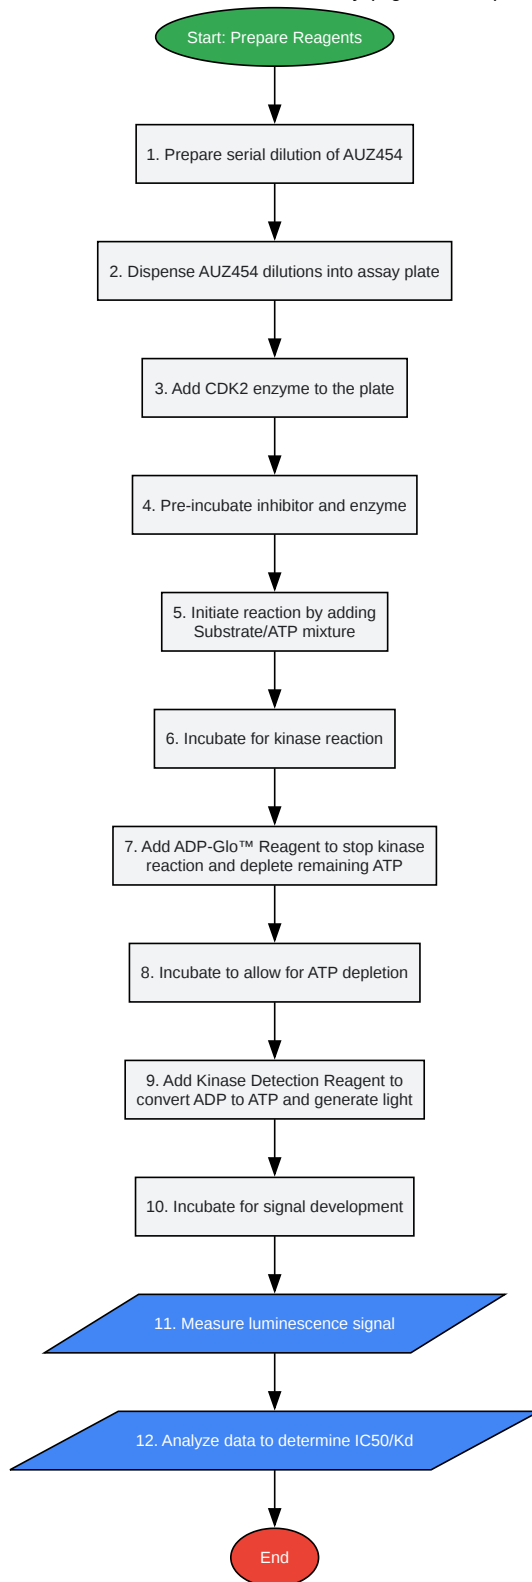 Start: Prepare Reagents
1. Prepare serial dilution of AUZ454
2. Dispense AUZ454 dilutions into assay plate
3. Add CDK2 enzyme to the plate
4. Pre-incubate inhibitor and enzyme
5. Initiate reaction by adding
Substrate/ATP mixture
6. Incubate for kinase reaction
7. Add ADP-Glo™ Reagent to stop kinase
reaction and deplete remaining ATP
8. Incubate to allow for ATP depletion
9. Add Kinase Detection Reagent to
convert ADP to ATP and generate light
10. Incubate for signal development
11. Measure luminescence signal
12. Analyze data to determine IC50/Kd
End